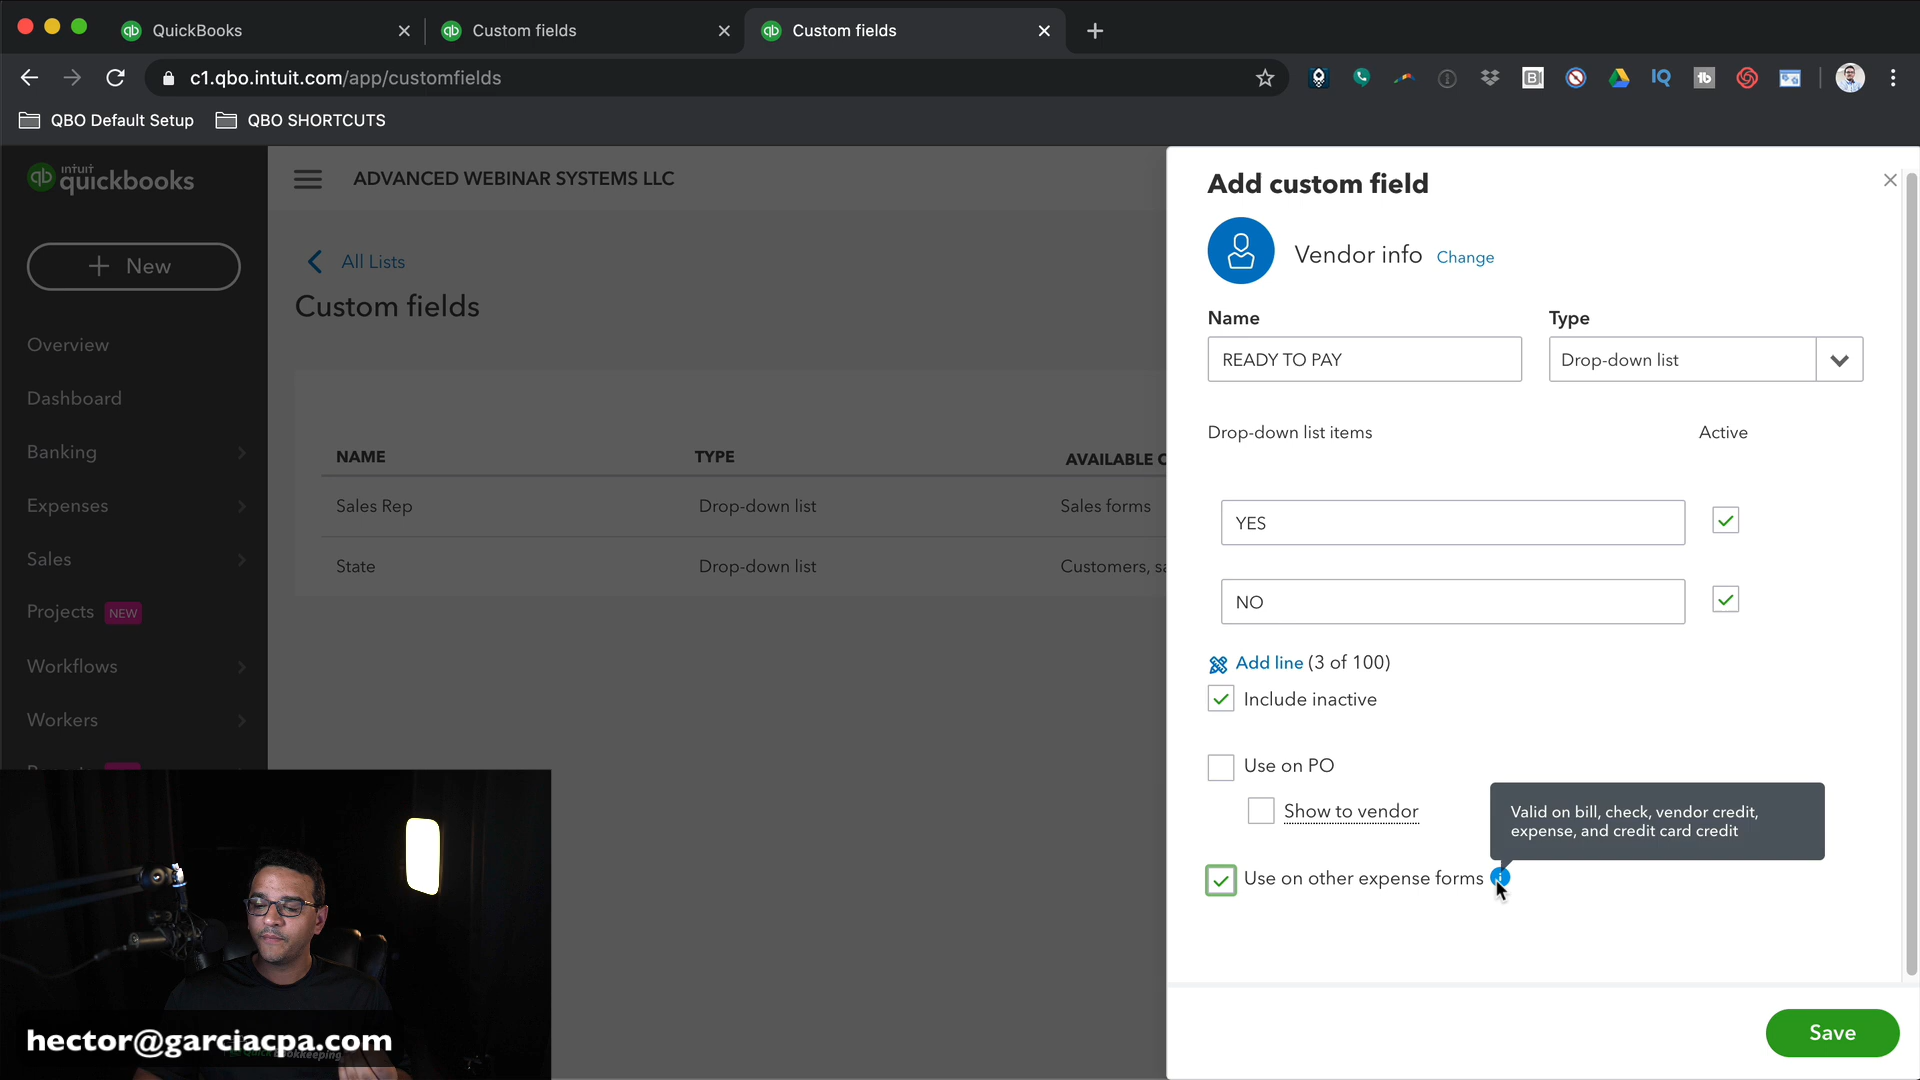 QuickBooks
Custom fields
Custom fields
c1.qbo.intuit.com/app/customfields
QBO Default Setup
QBO SHORTCUTS
intuit
quickbooks
ADVANCED WEBINAR SYSTEMS LLC
New
Overview
Dashboard
Banking
Expenses
Sales
Projects NEW
Workflows
Workers
All Lists
Custom fields
NAME TYPE AVAILABLE
Sales Rep Drop-down list Sales forms
State Drop-down list Customers,
Add custom field
Vendor info Change
Name Type
READY TO PAY Drop-down list
Drop-down list items Active
YES
NO
Add line (3 of 100)
Include inactive
Use on PO
Show to vendor
Valid on bill, check, vendor credit,
expense, and credit card credit
Use on other expense forms
Save
hector@garciacpa.com